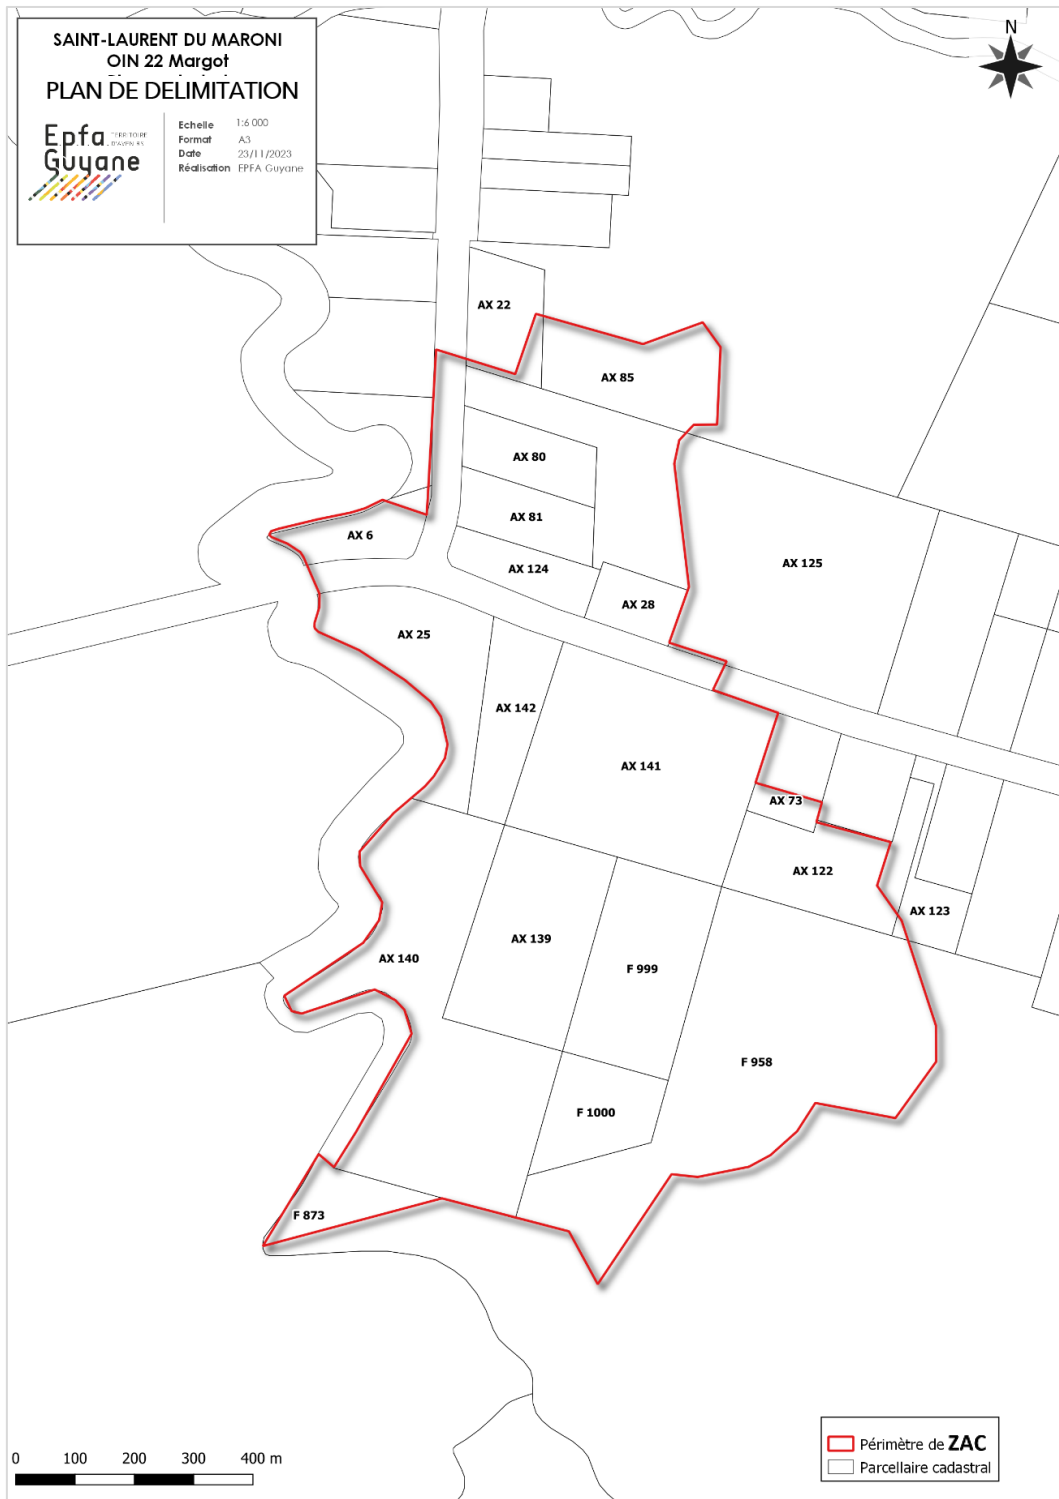 SAINT-LAURENT DU MARONI
OIN 22 Margot
PLAN DE DELIMITATION
Epfa
Guyane
TERRITOIRE
D'AVENIRS
Echelle 1:6 000
Format A3
Date 23/11/2023
Réalisation EPFA Guyane
N
AX 22
AX 85
AX 80
AX 81
AX 6
AX 124
AX 125
AX 28
AX 25
AX 142
AX 141
AX 73
AX 122
AX 123
AX 139
AX 140
F 999
F 958
F 1000
F 873
0 100 200 300 400 m
Périmètre de ZAC
Parcellaire cadastral